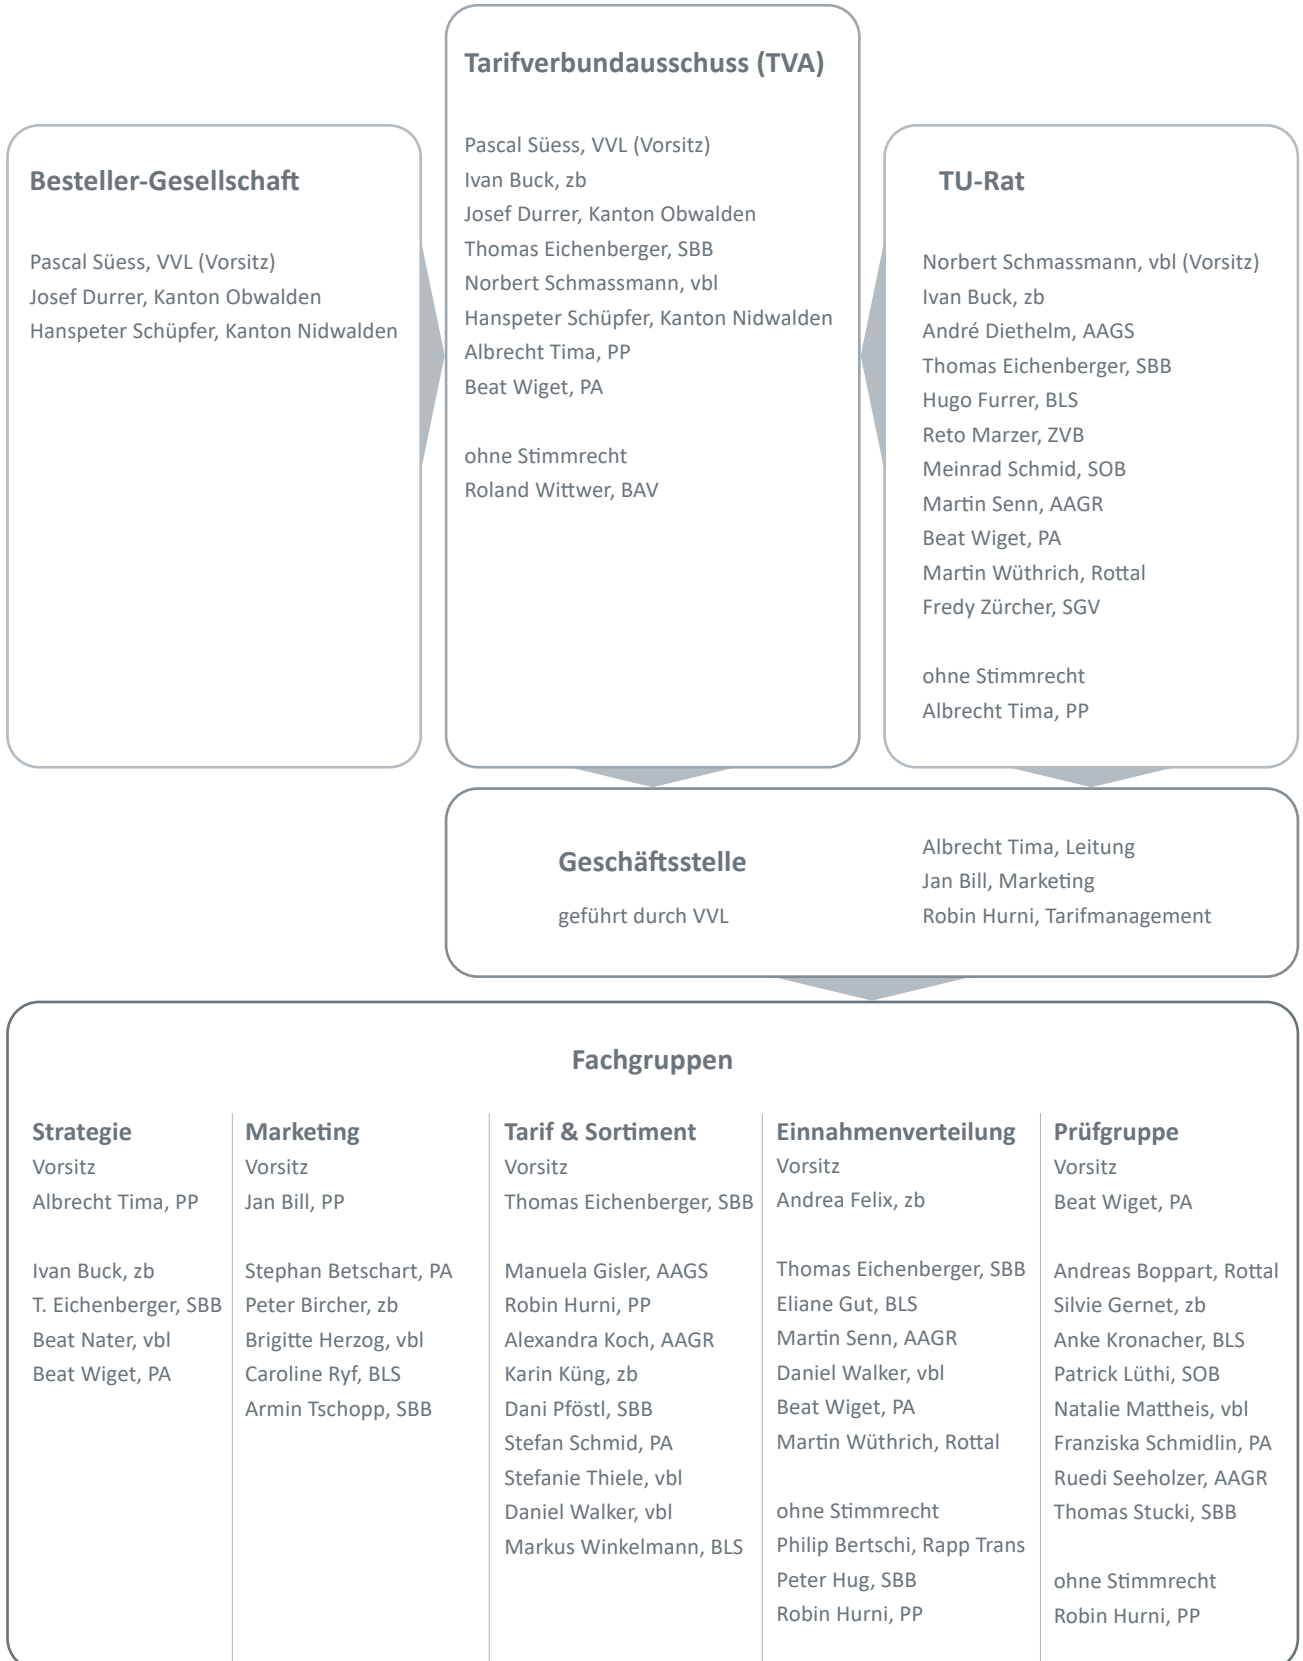 Tarifverbundausschuss (TVA)
Pascal Süess, VVL (Vorsitz)
Ivan Buck, zb
Josef Durrer, Kanton Obwalden
Thomas Eichenberger, SBB
Norbert Schmassmann, vbl
Hanspeter Schüpfer, Kanton Nidwalden
Albrecht Tima, PP
Beat Wiget, PA
ohne Stimmrecht
Roland Wittwer, BAV
Besteller-Gesellschaft
Pascal Süess, VVL (Vorsitz)
Josef Durrer, Kanton Obwalden
Hanspeter Schüpfer, Kanton Nidwalden
TU-Rat
Norbert Schmassmann, vbl (Vorsitz)
Ivan Buck, zb
André Diethelm, AAGS
Thomas Eichenberger, SBB
Hugo Furrer, BLS
Reto Marzer, ZVB
Meinrad Schmid, SOB
Martin Senn, AAGR
Beat Wiget, PA
Martin Wüthrich, Rottal
Fredy Zürcher, SGV
ohne Stimmrecht
Albrecht Tima, PP
Geschäftsstelle
geführt durch VVL
Albrecht Tima, Leitung
Jan Bill, Marketing
Robin Hurni, Tarifmanagement
Fachgruppen
Strategie
Vorsitz
Albrecht Tima, PP
Ivan Buck, zb
T. Eichenberger, SBB
Beat Nater, vbl
Beat Wiget, PA
Marketing
Vorsitz
Jan Bill, PP
Stephan Betschart, PA
Peter Bircher, zb
Brigitte Herzog, vbl
Caroline Ryf, BLS
Armin Tschopp, SBB
Tarif & Sortiment
Vorsitz
Thomas Eichenberger, SBB
Manuela Gisler, AAGS
Robin Hurni, PP
Alexandra Koch, AAGR
Karin Küng, zb
Dani Pföstl, SBB
Stefan Schmid, PA
Stefanie Thiele, vbl
Daniel Walker, vbl
Markus Winkelmann, BLS
Einnahmenverteilung
Vorsitz
Andrea Felix, zb
Thomas Eichenberger, SBB
Eliane Gut, BLS
Martin Senn, AAGR
Daniel Walker, vbl
Beat Wiget, PA
Martin Wüthrich, Rottal
ohne Stimmrecht
Philip Bertschi, Rapp Trans
Peter Hug, SBB
Robin Hurni, PP
Prüfgruppe
Vorsitz
Beat Wiget, PA
Andreas Boppart, Rottal
Silvie Gernet, zb
Anke Kronacher, BLS
Patrick Lüthi, SOB
Natalie Mattheis, vbl
Franziska Schmidlin, PA
Ruedi Seeholzer, AAGR
Thomas Stucki, SBB
ohne Stimmrecht
Robin Hurni, PP